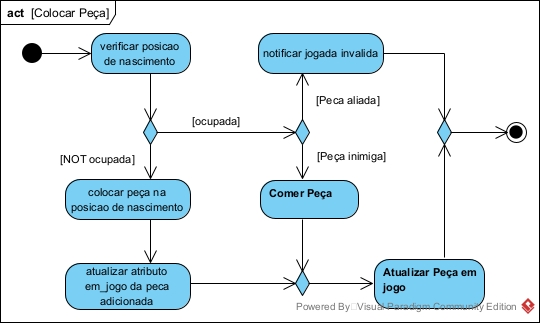 act [Colocar Peça]
verificar posicao
de nascimento
notificar jogada invalida
[ocupada]
[Peca aliada]
[NOT ocupada]
[Peça inimiga]
colocar peça na
posicao de nascimento
Comer Peça
atualizar atributo
em_jogo da peca
adicionada
Atualizar Peça em
jogo
Powered By Visual Paradigm Community Edition